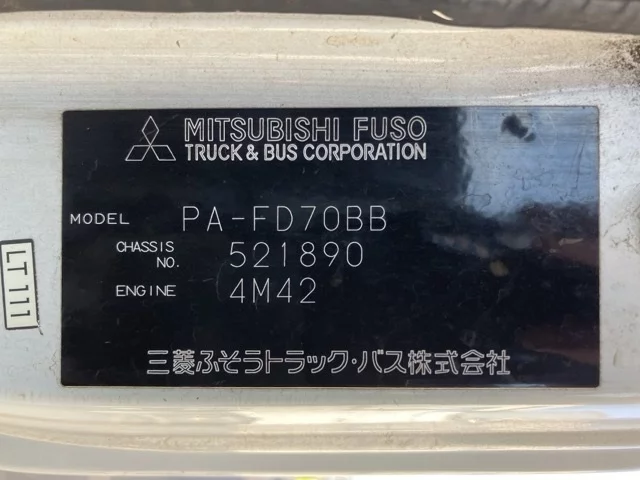 MITSUBISHI FUSO
TRUCK & BUS CORPORATION
MODEL PA-FD70BB
CHASSIS NO. 521890
ENGINE 4M42
三菱ふそうトラック・バス株式会社
LT111